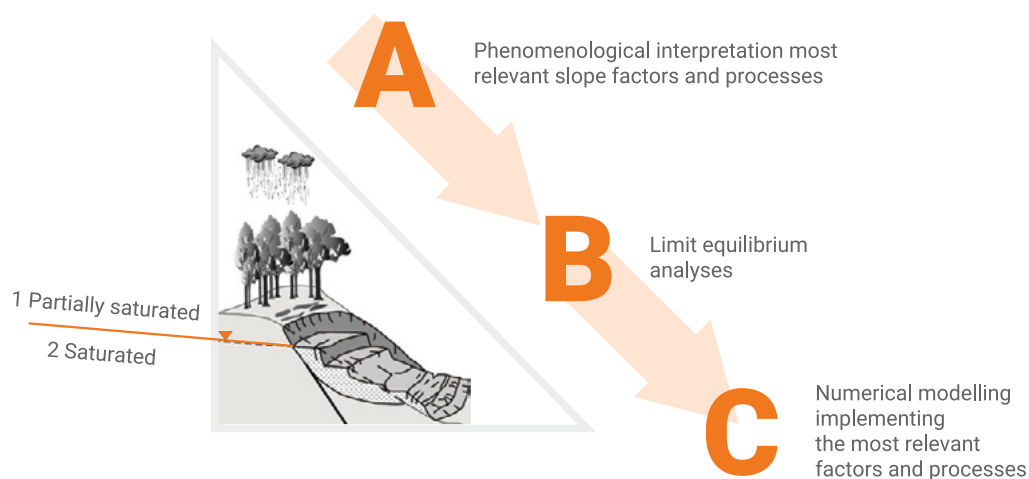 A
Phenomenological interpretation most
relevant slope factors and processes
B
Limit equilibrium
analyses
1 Partially saturated
2 Saturated
C
Numerical modelling
implementing
the most relevant
factors and processes